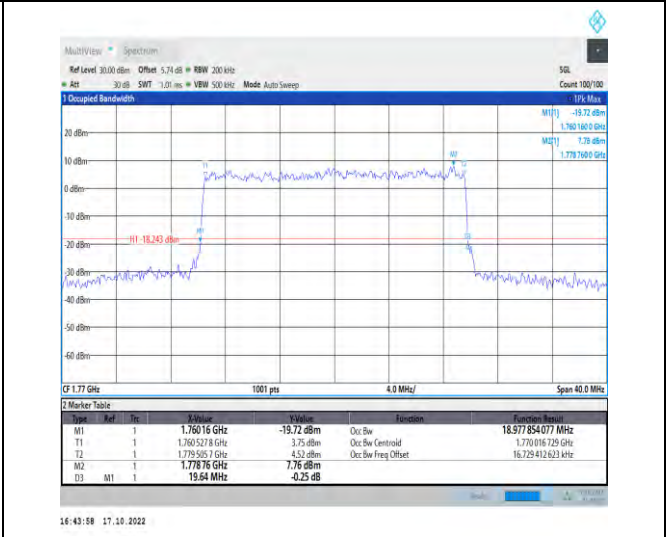 MultiView Spectrum
Ref Level 30.00 dBm Offset 5.74 dB RBW 200 kHz SGL
Att 30 dB SWT 1.01 ms VBW 500 kHz Mode Auto Sweep Count 100/100
1 Occupied Bandwidth 1Pk Max
M1[1] -19.72 dBm
1.760 160 0 GHz
M2[1] 7.76 dBm
1.778 760 0 GHz
20 dBm
10 dBm
M2
T1
T2
0 dBm
-10 dBm
M1
H1 -18.243 dBm
D3
-20 dBm
-30 dBm
-40 dBm
-50 dBm
-60 dBm
CF 1.77 GHz 1001 pts 4.0 MHz/ Span 40.0 MHz
2 Marker Table
Type Ref Trc X-Value Y-Value Function Function Result
M1 1 1.76016 GHz -19.72 dBm Occ Bw 18.977 854 077 MHz
T1 1 1.760 527 8 GHz 3.75 dBm Occ Bw Centroid 1.770 016 729 GHz
T2 1 1.779 505 7 GHz 4.52 dBm Occ Bw Freq Offset 16.729 412 623 kHz
M2 1 1.77876 GHz 7.76 dBm
D3 M1 1 19.64 MHz -0.25 dB
16:43:58 17.10.2022